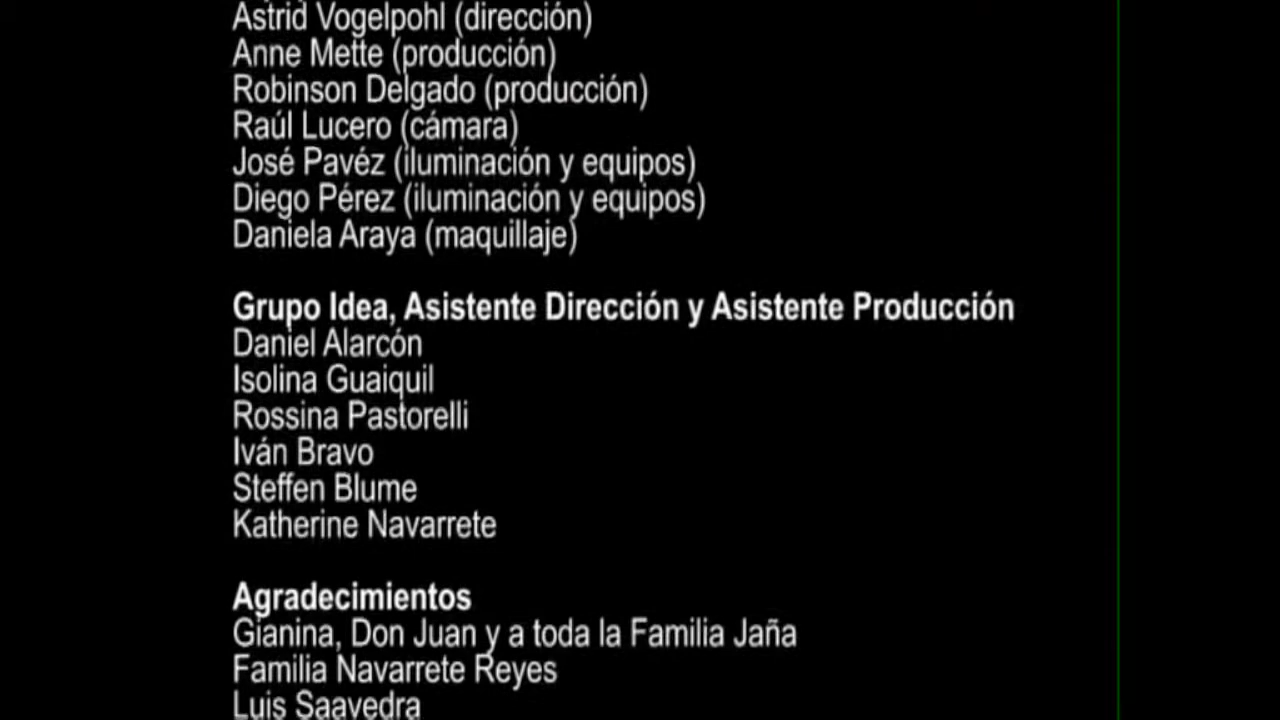 Astrid Vogelpohl (dirección)
Anne Mette (producción)
Robinson Delgado (producción)
Raúl Lucero (cámara)
José Pavéz (iluminación y equipos)
Diego Pérez (iluminación y equipos)
Daniela Araya (maquillaje)
Grupo Idea, Asistente Dirección y Asistente Producción
Daniel Alarcón
Isolina Guaiquil
Rossina Pastorelli
Iván Bravo
Steffen Blume
Katherine Navarrete
Agradecimientos
Gianina, Don Juan y a toda la Familia Jaña
Familia Navarrete Reyes
Luis Saavedra